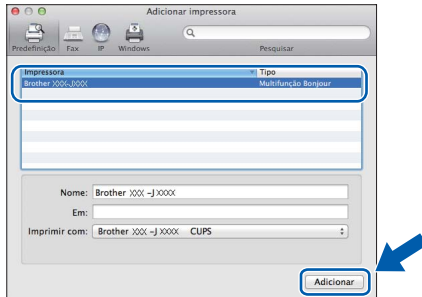 Adicionar impressora
Predefinição Fax IP Windows Pesquisar
Impressora Tipo
Brother XXX-JXXXX Multifunção Bonjour
Nome: Brother XXX -J XXXX
Em:
Imprimir com: Brother XXX -J XXXX CUPS
Adicionar